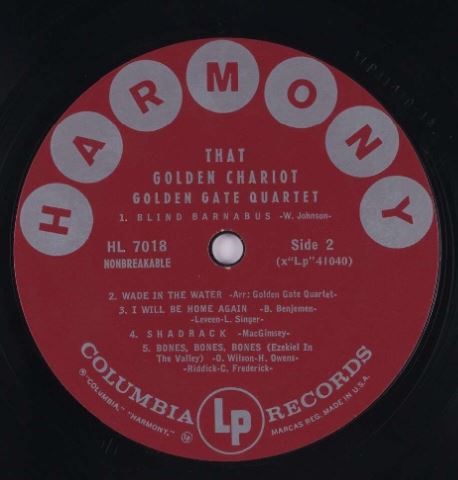 HARMONY
THAT
GOLDEN CHARIOT
GOLDEN GATE QUARTET
1. BLIND BARNABUS -W. Johnson-
HL 7018
NONBREAKABLE
Side 2
(x"Lp"41040)
2. WADE IN THE WATER -Arr: Golden Gate Quartet-
3. I WILL BE HOME AGAIN -B. Benjemen-
-Leveen-L. Singer-
4. SHADRACK -MacGimsey-
5. BONES, BONES, BONES (Ezekiel In
The Valley) -O. Wilson-H. Owens-
-Riddick-C. Frederick-
COLUMBIA Lp RECORDS
® "COLUMBIA," "HARMONY," Lp
MARCAS REG. MADE IN U.S.A.